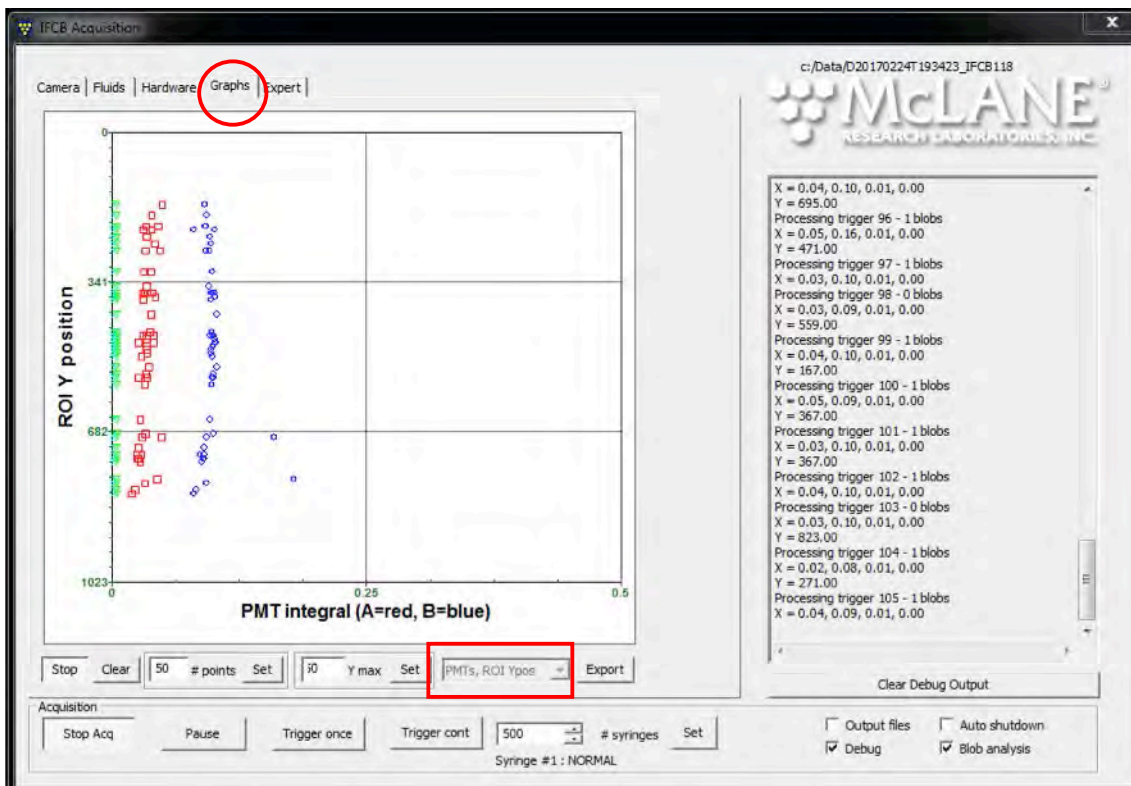 IFCB Acquisition
x
c:/Data/D20170224T193423_IFCB118
McLANE®
RESEARCH LABORATORIES, INC.
Camera Fluids Hardware Graphs Expert
0
341
682
1023
ROI Y position
0 0.25 0.5
PMT integral (A=red, B=blue)
Stop Clear 50 # points Set Y max Set PMTs, ROI Ypos Export
X = 0.04, 0.10, 0.01, 0.00
Y = 695.00
Processing trigger 96 - 1 blobs
X = 0.05, 0.16, 0.01, 0.00
Y = 471.00
Processing trigger 97 - 1 blobs
X = 0.03, 0.10, 0.01, 0.00
Processing trigger 98 - 0 blobs
X = 0.03, 0.09, 0.01, 0.00
Y = 559.00
Processing trigger 99 - 1 blobs
X = 0.04, 0.10, 0.01, 0.00
Y = 167.00
Processing trigger 100 - 1 blobs
X = 0.05, 0.09, 0.01, 0.00
Y = 367.00
Processing trigger 101 - 1 blobs
X = 0.03, 0.10, 0.01, 0.00
Y = 367.00
Processing trigger 102 - 1 blobs
X = 0.04, 0.10, 0.01, 0.00
Processing trigger 103 - 0 blobs
X = 0.03, 0.10, 0.01, 0.00
Y = 823.00
Processing trigger 104 - 1 blobs
X = 0.02, 0.08, 0.01, 0.00
Y = 271.00
Processing trigger 105 - 1 blobs
X = 0.04, 0.09, 0.01, 0.00
Clear Debug Output
Acquisition
Stop Acq Pause Trigger once Trigger cont 500 # syringes Set
Syringe #1 : NORMAL
Output files Auto shutdown
Debug Blob analysis